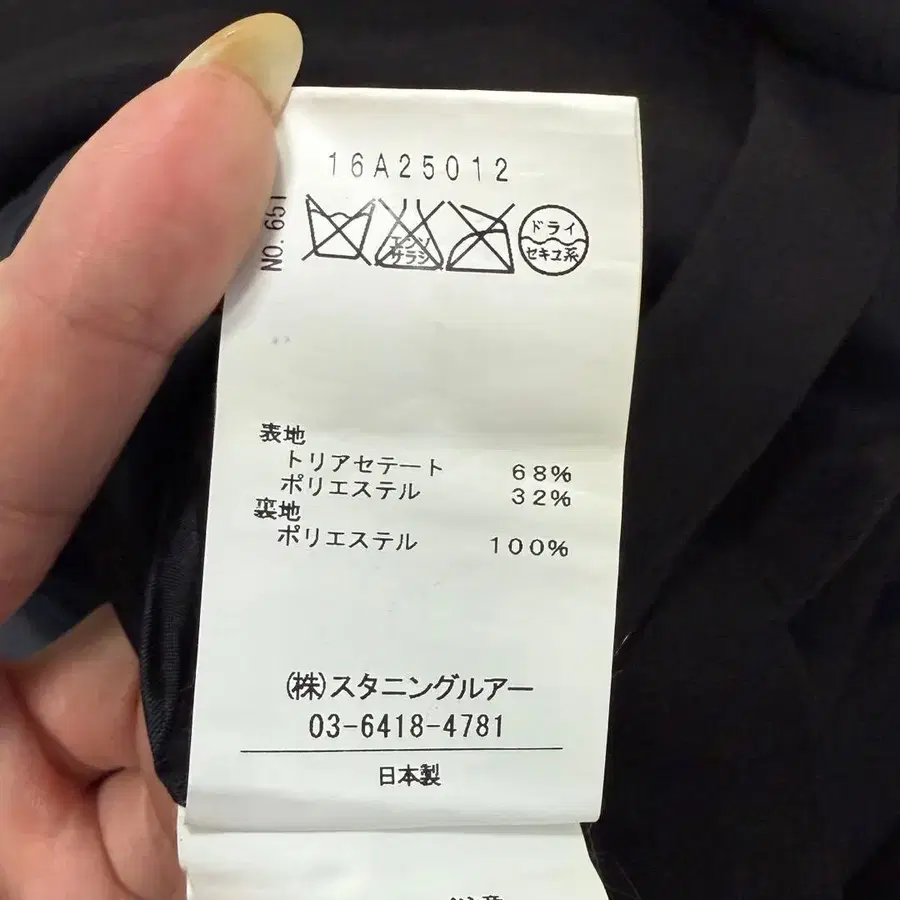 16A25012
NO. 651
エンソ
サラシ
ドライ
セキユ系
表地
トリアセテート 68%
ポリエステル 32%
裏地
ポリエステル 100%
(株)スタニングルアー
03-6418-4781
日本製